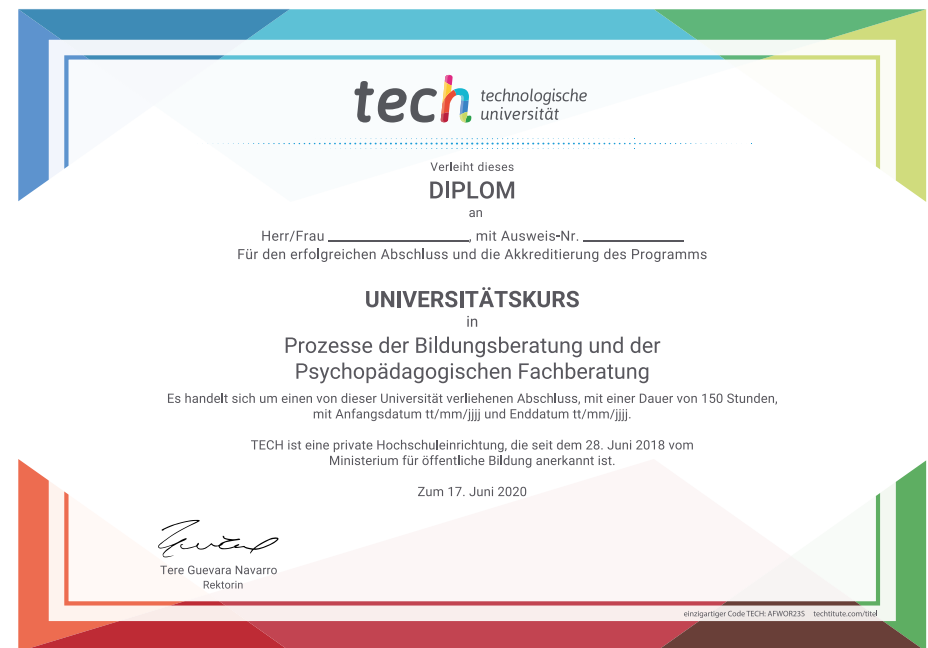 tech technologische
universität
Verleiht dieses
DIPLOM
an
Herr/Frau ____________________, mit Ausweis-Nr. ______________
Für den erfolgreichen Abschluss und die Akkreditierung des Programms
UNIVERSITÄTSKURS
in
Prozesse der Bildungsberatung und der
Psychopädagogischen Fachberatung
Es handelt sich um einen von dieser Universität verliehenen Abschluss, mit einer Dauer von 150 Stunden,
mit Anfangsdatum tt/mm/jjjj und Enddatum tt/mm/jjjj.
TECH ist eine private Hochschuleinrichtung, die seit dem 28. Juni 2018 vom
Ministerium für öffentliche Bildung anerkannt ist.
Zum 17. Juni 2020
Tere Guevara Navarro
Rektorin
einzigartiger Code TECH: AFWOR23S techtitute.com/titel